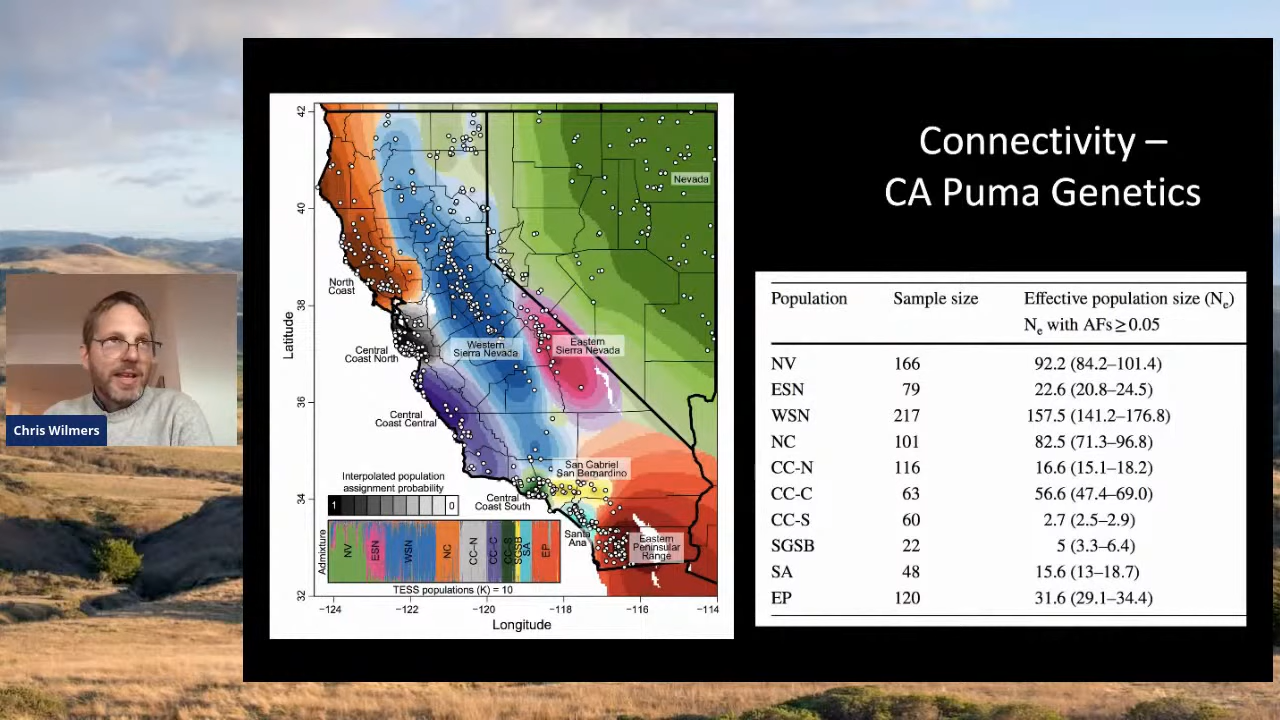 Connectivity –
CA Puma Genetics
Chris Wilmers
Latitude
42
40
38
36
34
32
Nevada
North
Coast
Central
Coast North
Western
Sierra Nevada
Eastern
Sierra Nevada
Central
Coast Central
San Gabriel
San Bernardino
Central
Coast South
Santa
Ana
Eastern
Peninsular
Range
Interpolated population
assignment probability
1
0
Admixture
NV
ESN
WSN
NC
CC-N
CC-C
CC-S
SGSB
SA
EP
TESS populations (K) = 10
−124
−122
−120
−118
−116
−114
Longitude
Population Sample size Effective population size (Ne)
Ne with AFs ≥ 0.05
NV 166 92.2 (84.2–101.4)
ESN 79 22.6 (20.8–24.5)
WSN 217 157.5 (141.2–176.8)
NC 101 82.5 (71.3–96.8)
CC-N 116 16.6 (15.1–18.2)
CC-C 63 56.6 (47.4–69.0)
CC-S 60 2.7 (2.5–2.9)
SGSB 22 5 (3.3–6.4)
SA 48 15.6 (13–18.7)
EP 120 31.6 (29.1–34.4)